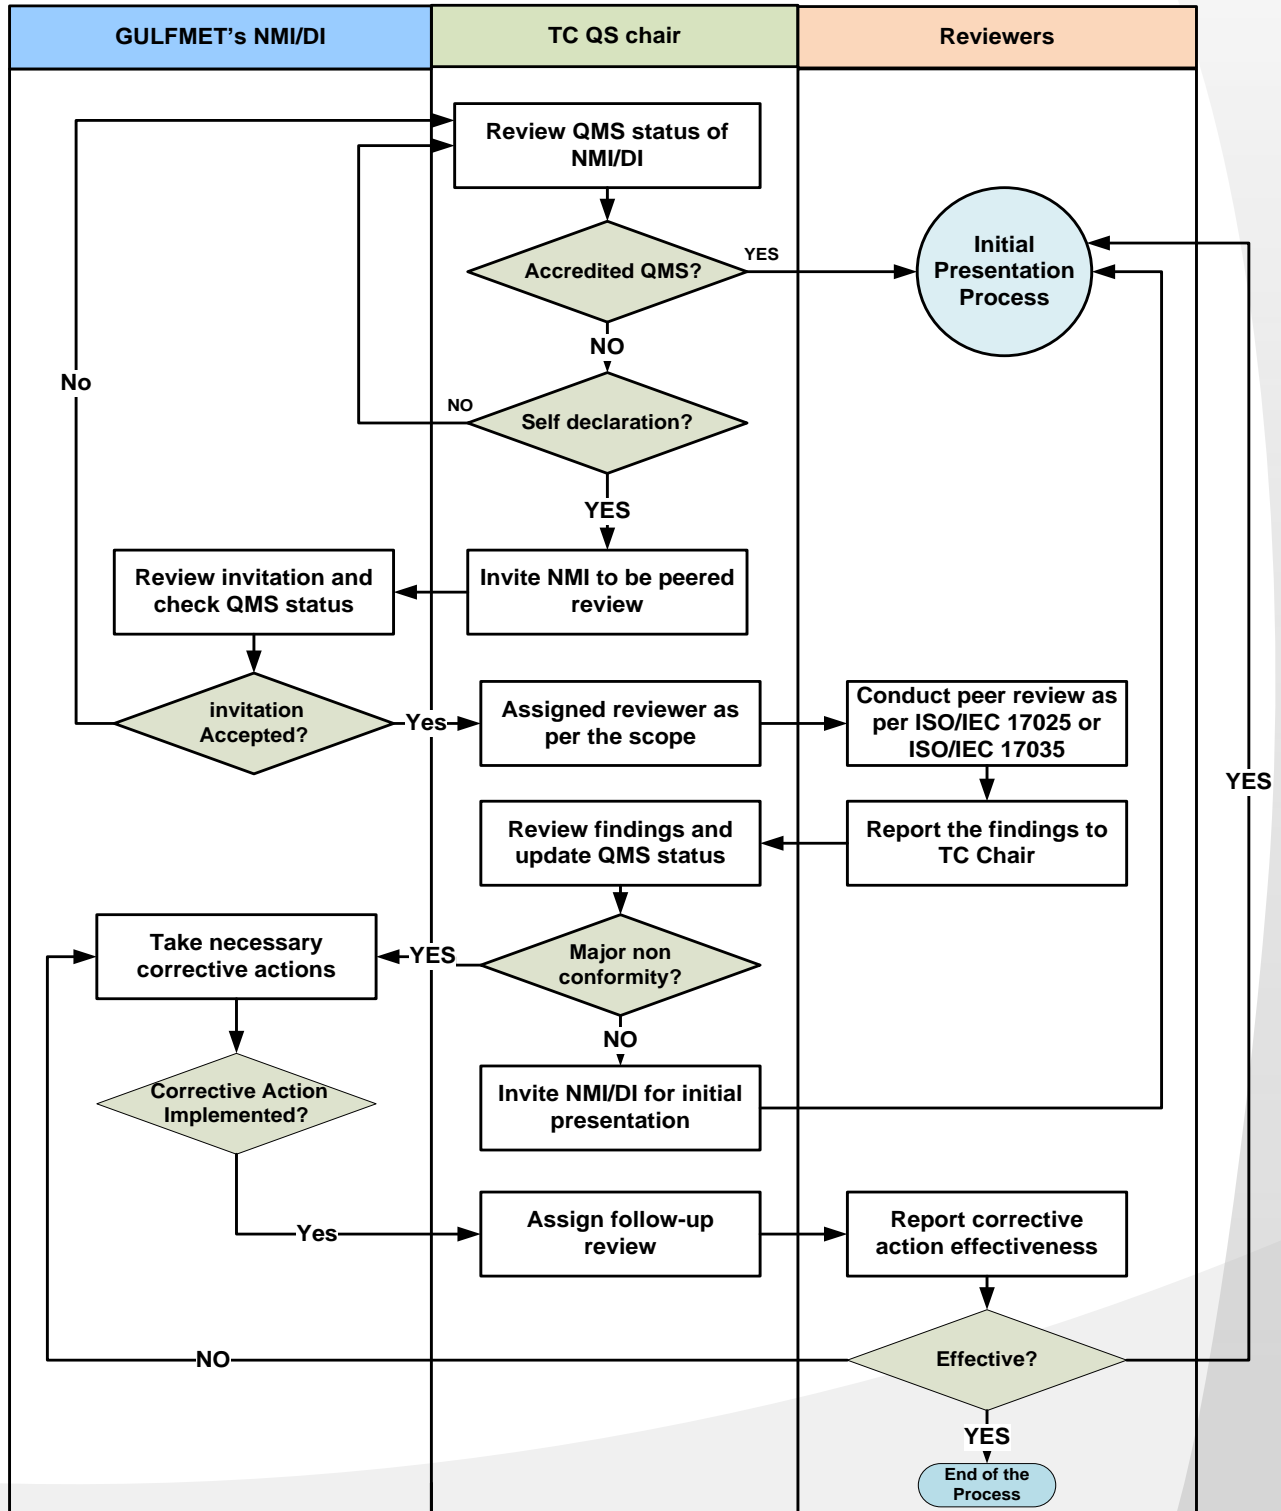 GULFMET's NMI/DI
TC QS chair
Reviewers
Review QMS status of
NMI/DI
Accredited QMS?
YES
Initial
Presentation
Process
NO
No
NO
Self declaration?
YES
Review invitation and
check QMS status
Invite NMI to be peered
review
invitation
Accepted?
Yes
Assigned reviewer as
per the scope
Conduct peer review as
per ISO/IEC 17025 or
ISO/IEC 17035
YES
Review findings and
update QMS status
Report the findings to
TC Chair
Take necessary
corrective actions
YES
Major non
conformity?
NO
Corrective Action
Implemented?
Invite NMI/DI for initial
presentation
Yes
Assign follow-up
review
Report corrective
action effectiveness
NO
Effective?
YES
End of the
Process